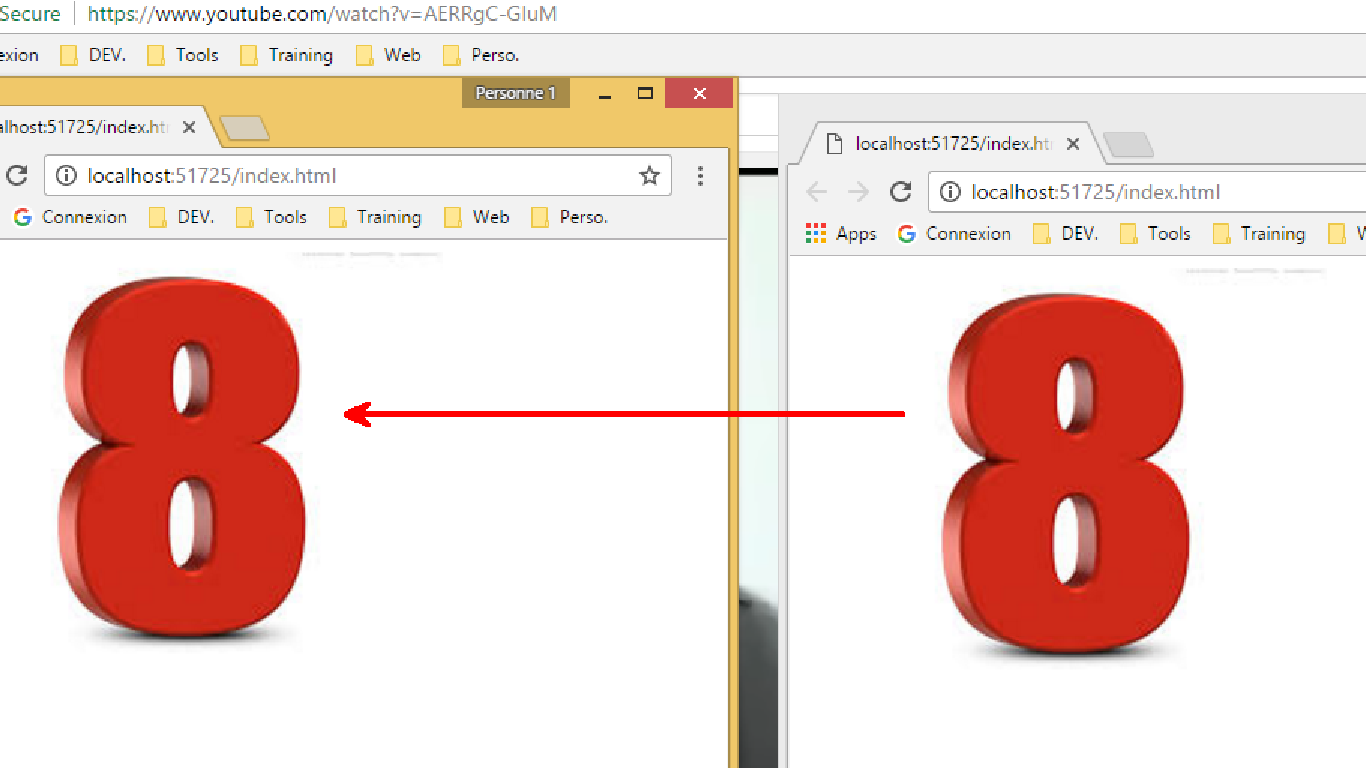 Secure https://www.youtube.com/watch?v=AERRgC-GIuM
exion DEV. Tools Training Web Perso.
Personne 1
alhost:51725/index.htr
localhost:51725/index.html
Connexion DEV. Tools Training Web Perso.
8
localhost:51725/index.htr
localhost:51725/index.html
Apps Connexion DEV. Tools Training W
8